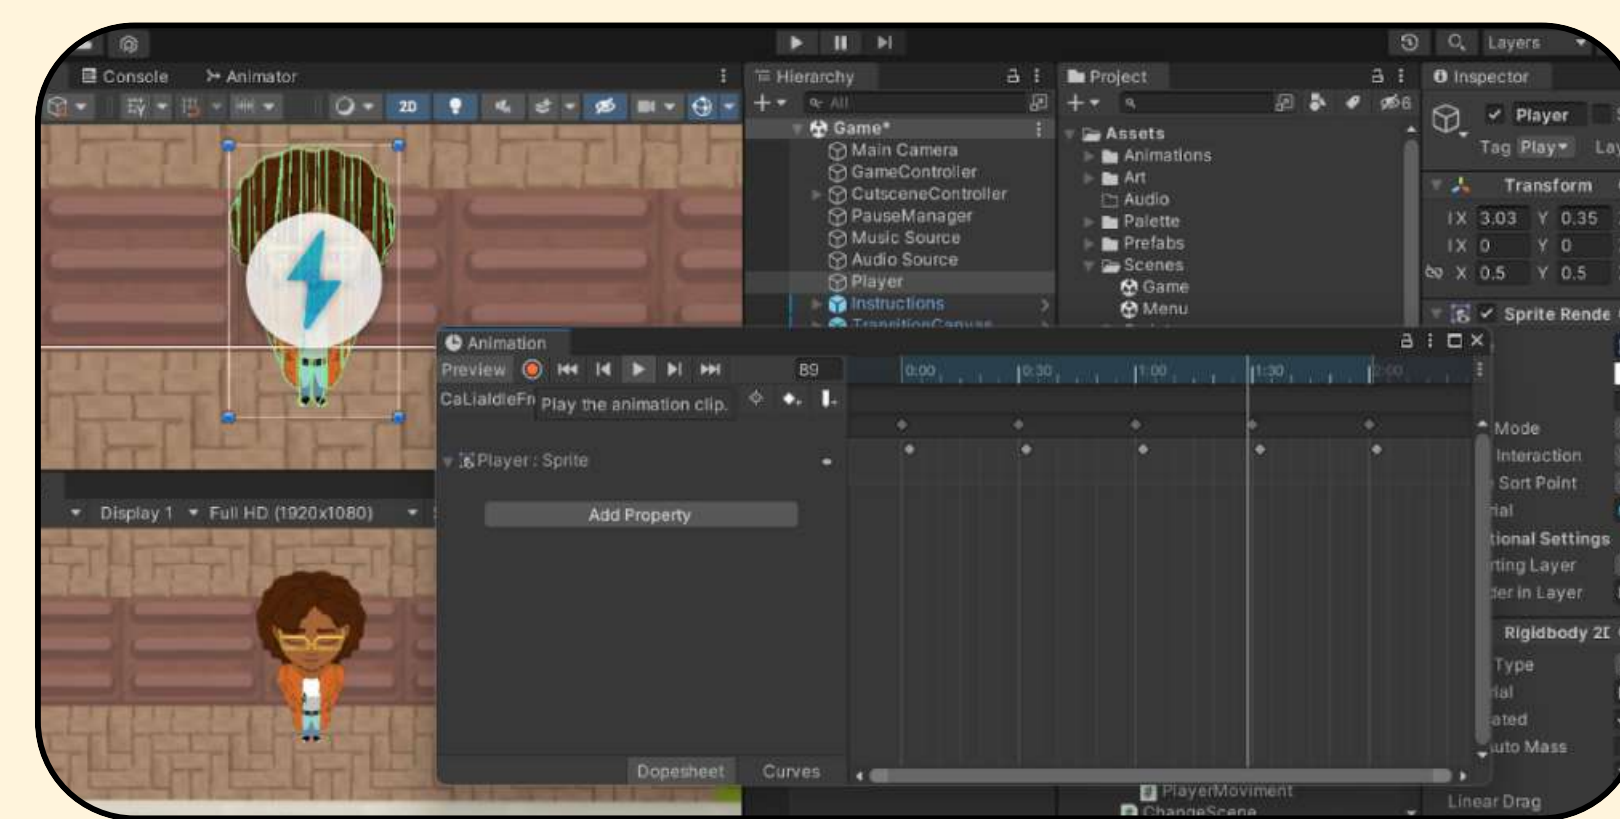 Layers
Console
Animator
2D
Hierarchy
All
Game*
Main Camera
GameController
CutsceneController
PauseManager
Music Source
Audio Source
Player
Instructions
TransitionCanvas
Project
6
Assets
Animations
Art
Audio
Palette
Prefabs
Scenes
Game
Menu
Inspector
Player
Tag Play
Transform
X 3.03 Y 0.35
X 0 Y 0
X 0.5 Y 0.5
Sprite Rende
Animation
Preview 89
0:00 0:30 1:00 1:30 2:00
Play the animation clip.
Player : Sprite
Add Property
Dopesheet Curves
Display 1 Full HD (1920x1080)
Mode
Interaction
Sort Point
rial
tional Settings
rting Layer
der in Layer
Rigidbody 2D
Type
rial
ated
uto Mass
Linear Drag
PlayerMoviment
ChangeScene